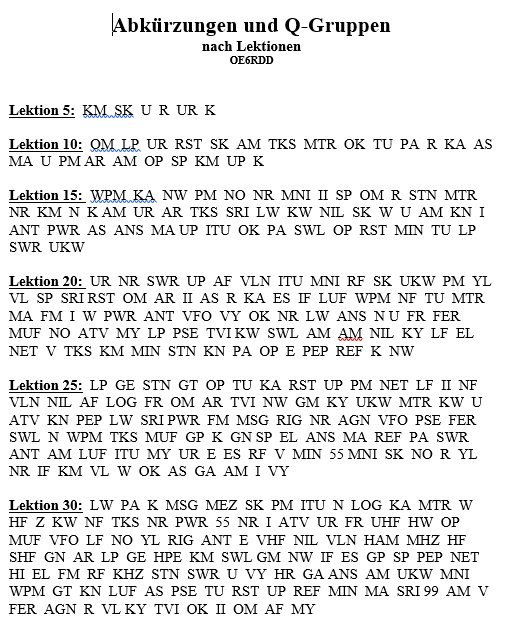 Abkürzungen und Q-Gruppen
nach Lektionen
OE6RDD
Lektion 5: KM SK U R UR K
Lektion 10: OM LP UR RST SK AM TKS MTR OK TU PA R KA AS
MA U PM AR AM OP SP KM UP K
Lektion 15: WPM KA NW PM NO NR MNI II SP OM R STN MTR
NR KM N K AM UR AR TKS SRI LW KW NIL SK W U AM KN I
ANT PWR AS ANS MA UP ITU OK PA SWL OP RST MIN TU LP
SWR UKW
Lektion 20: UR NR SWR UP AF VLN ITU MNI RF SK UKW PM YL
VL SP SRI RST OM AR II AS R KA ES IF LUF WPM NF TU MTR
MA FM I W PWR ANT VFO VY OK NR LW ANS N U FR FER
MUF NO ATV MY LP PSE TVI KW SWL AM AM NIL KY LF EL
NET V TKS KM MIN STN KN PA OP E PEP REF K NW
Lektion 25: LP GE STN GT OP TU KA RST UP PM NET LF II NF
VLN NIL AF LOG FR OM AR TVI NW GM KY UKW MTR KW U
ATV KN PEP LW SRI PWR FM MSG RIG NR AGN VFO PSE FER
SWL N WPM TKS MUF GP K GN SP EL ANS MA REF PA SWR
ANT AM LUF ITU MY UR E ES RF V MIN 55 MNI SK NO R YL
NR IF KM VL W OK AS GA AM I VY
Lektion 30: LW PA K MSG MEZ SK PM ITU N LOG KA MTR W
HF Z KW NF TKS NR PWR 55 NR I ATV UR FR UHF HW OP
MUF VFO LF NO YL RIG ANT E VHF NIL VLN HAM MHZ HF
SHF GN AR LP GE HPE KM SWL GM NW IF ES GP SP PEP NET
HI EL FM RF KHZ STN SWR U VY HR GA ANS AM UKW MNI
WPM GT KN LUF AS PSE TU RST UP REF MIN MA SRI 99 AM V
FER AGN R VL KY TVI OK II OM AF MY